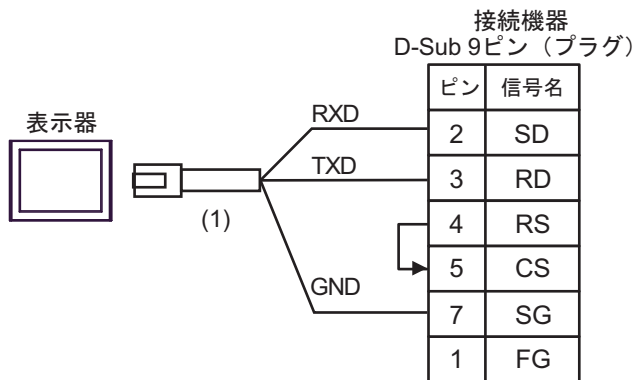 接続機器
D-Sub 9ピン（プラグ）
ピン 信号名
表示器
RXD
2 SD
TXD
3 RD
(1)
4 RS
5 CS
GND
7 SG
1 FG